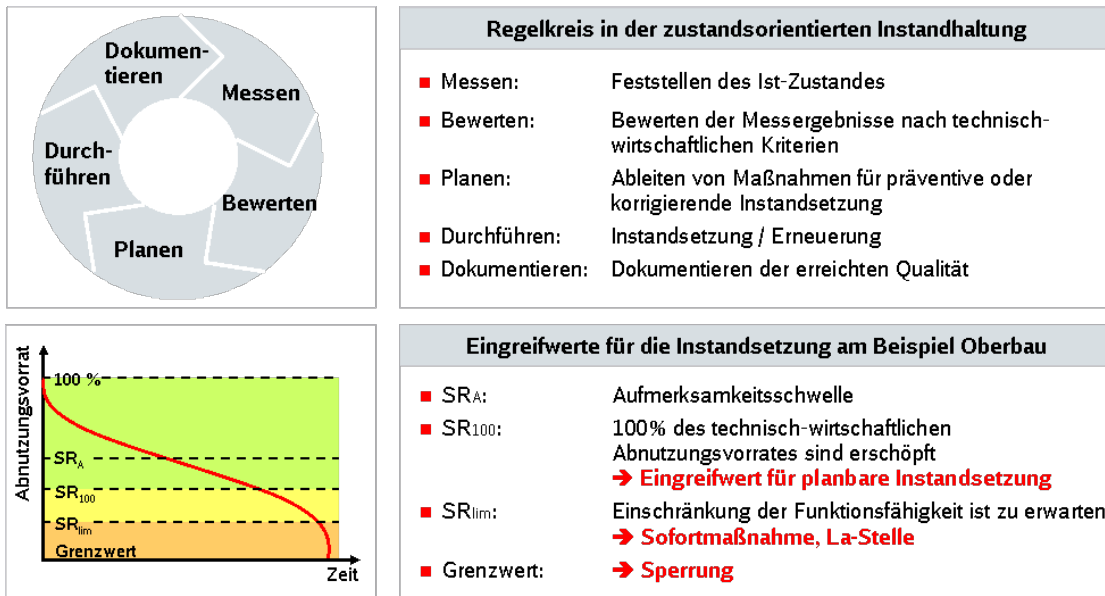 Dokumen-
tieren
Messen
Durch-
führen
Bewerten
Planen
Regelkreis in der zustandsorientierten Instandhaltung
Messen: Feststellen des Ist-Zustandes
Bewerten: Bewerten der Messergebnisse nach technisch-
wirtschaftlichen Kriterien
Planen: Ableiten von Maßnahmen für präventive oder
korrigierende Instandsetzung
Durchführen: Instandsetzung / Erneuerung
Dokumentieren: Dokumentieren der erreichten Qualität
Abnutzungsvorrat
100 %
SRA
SR100
SRlim
Grenzwert
Zeit
Eingreifwerte für die Instandsetzung am Beispiel Oberbau
SRA: Aufmerksamkeitsschwelle
SR100: 100% des technisch-wirtschaftlichen
Abnutzungsvorrates sind erschöpft
➔ Eingreifwert für planbare Instandsetzung
SRlim: Einschränkung der Funktionsfähigkeit ist zu erwarten
➔ Sofortmaßnahme, La-Stelle
Grenzwert: ➔ Sperrung